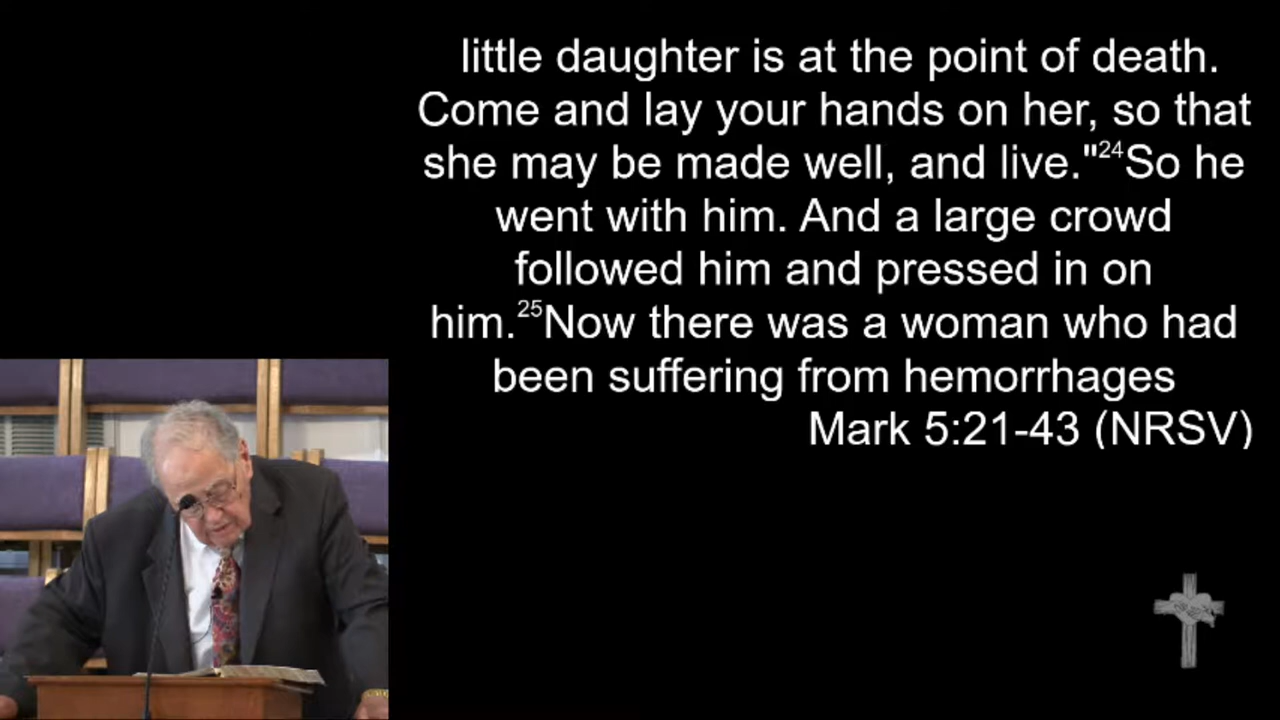 little daughter is at the point of death.
Come and lay your hands on her, so that
she may be made well, and live."24So he
went with him. And a large crowd
followed him and pressed in on
him.25Now there was a woman who had
been suffering from hemorrhages
Mark 5:21-43 (NRSV)